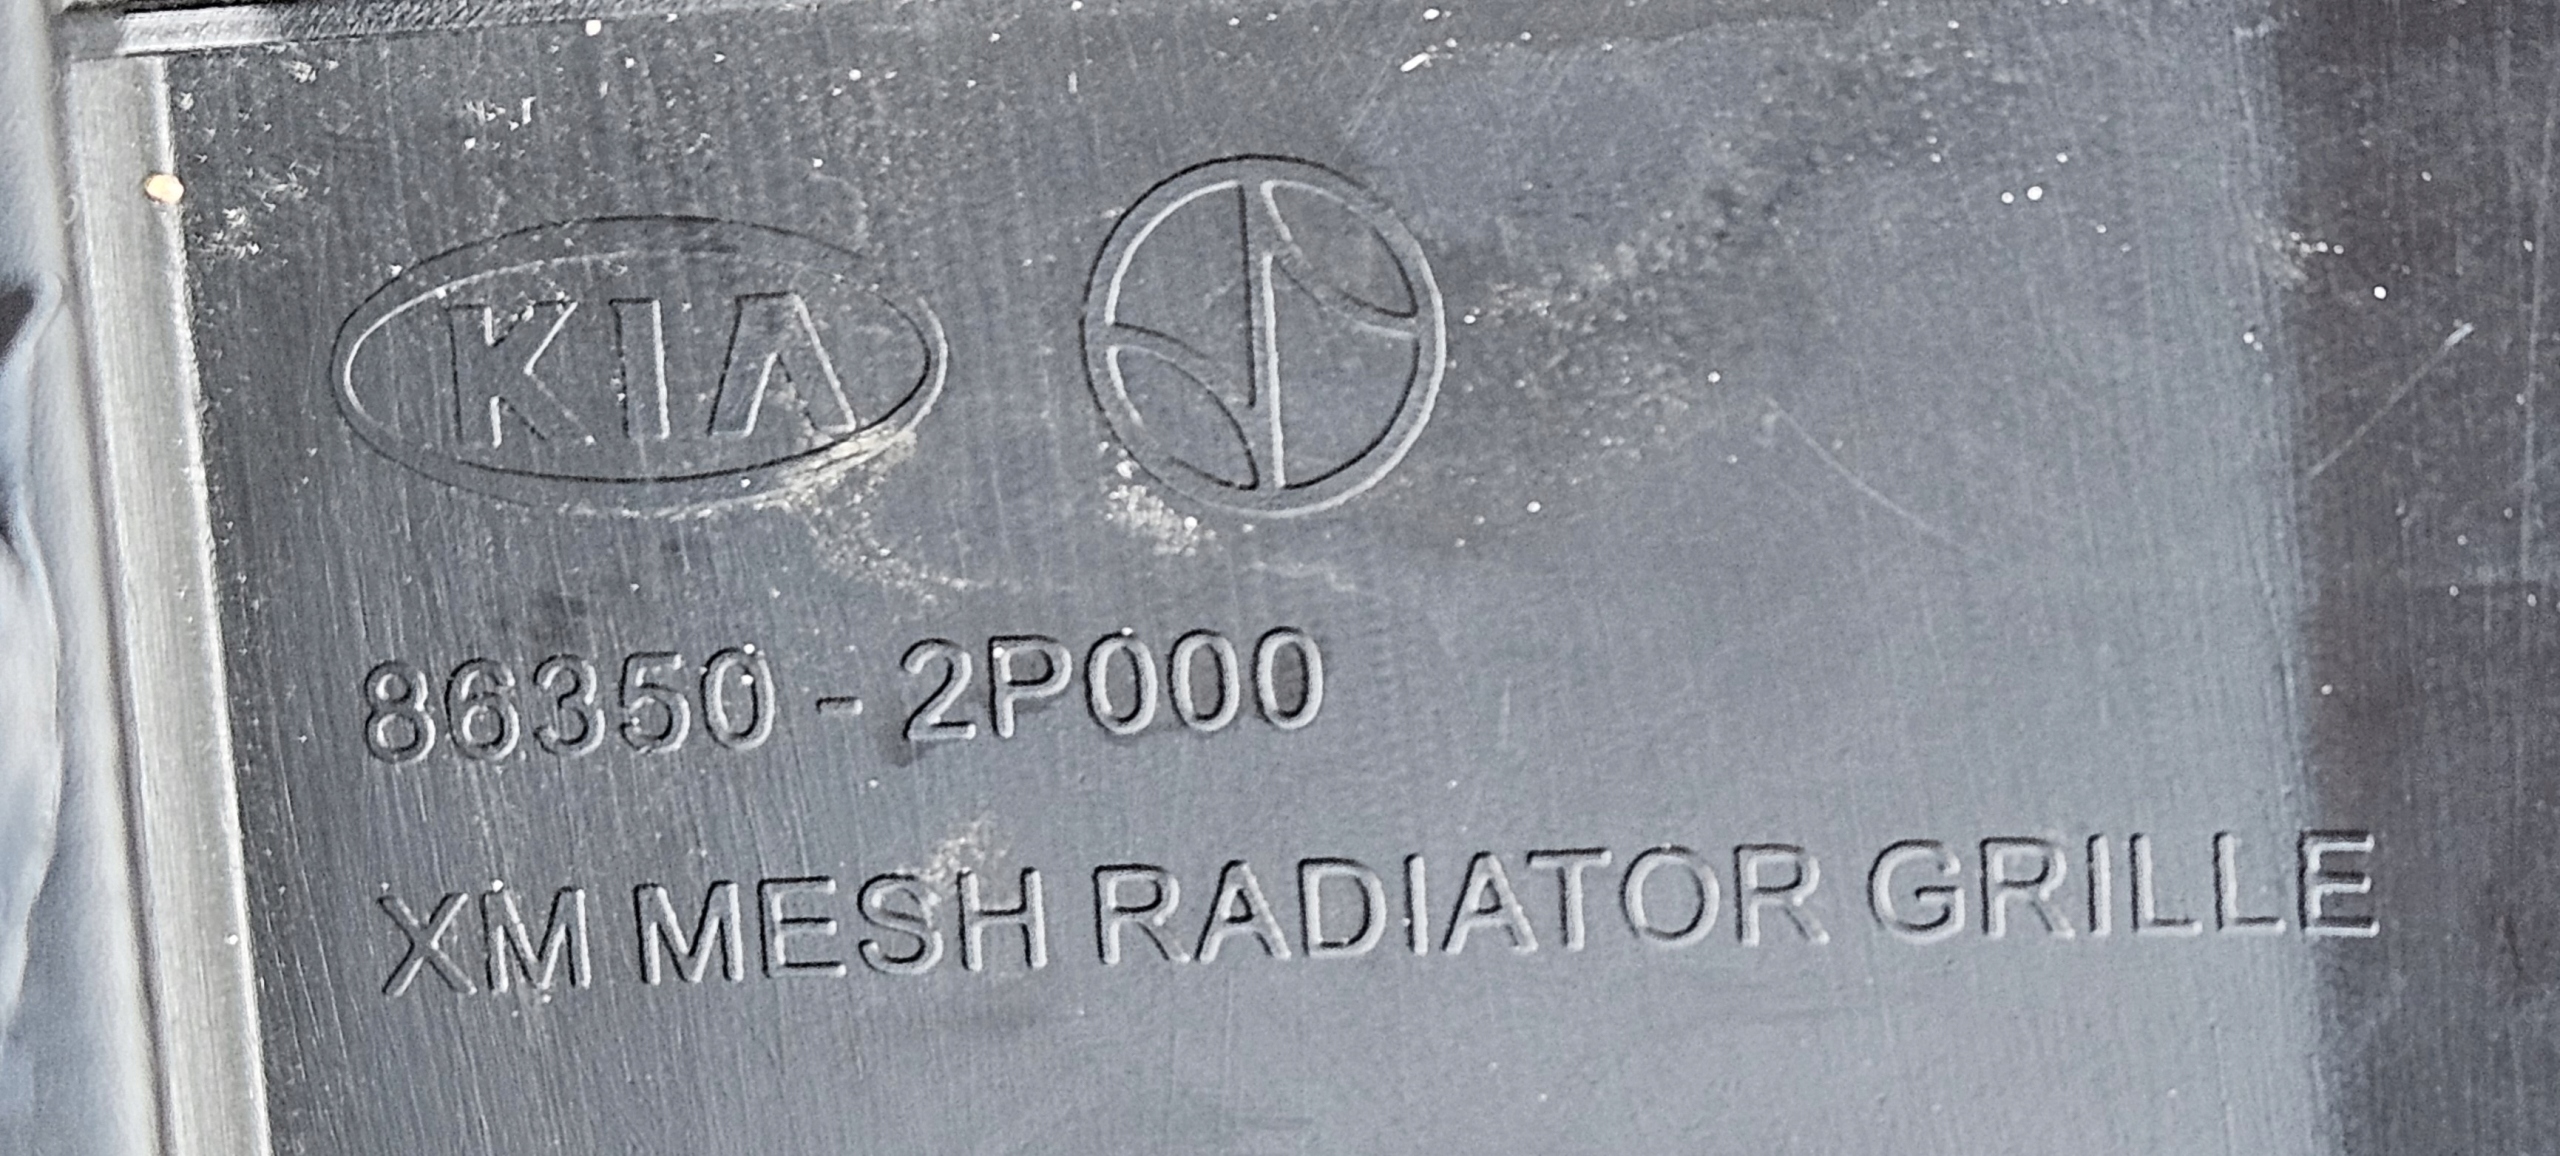 KIA
86350 - 2P000
XM MESH RADIATOR GRILLE